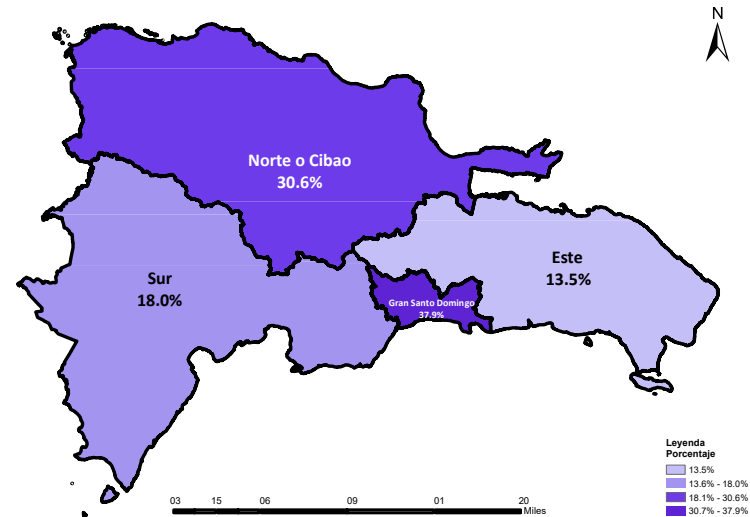 N
Norte o Cibao
30.6%
Este
13.5%
Sur
18.0%
Gran Santo Domingo
37.9%
Leyenda
Porcentaje
13.5%
13.6% - 18.0%
18.1% - 30.6%
30.7% - 37.9%
03 15 06 09 01 20
Miles